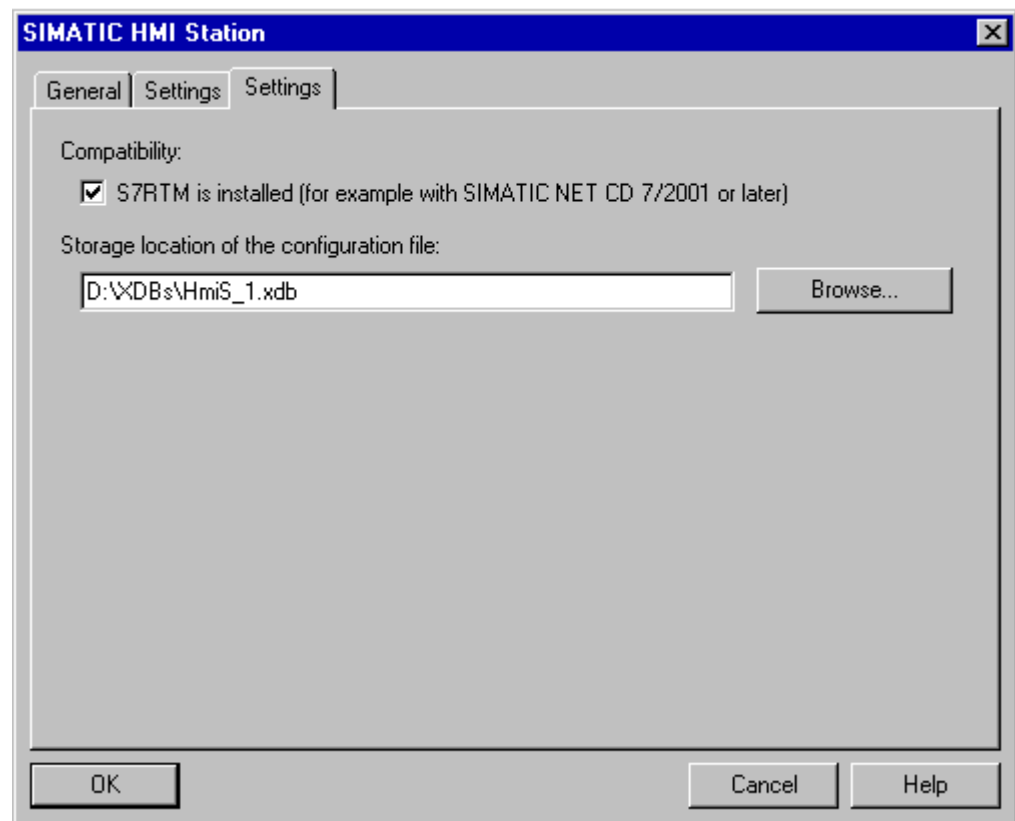 SIMATIC HMI Station
General Settings Settings
Compatibility:
S7RTM is installed (for example with SIMATIC NET CD 7/2001 or later)
Storage location of the configuration file:
D:\XDBs\HmiS_1.xdb Browse...
OK Cancel Help